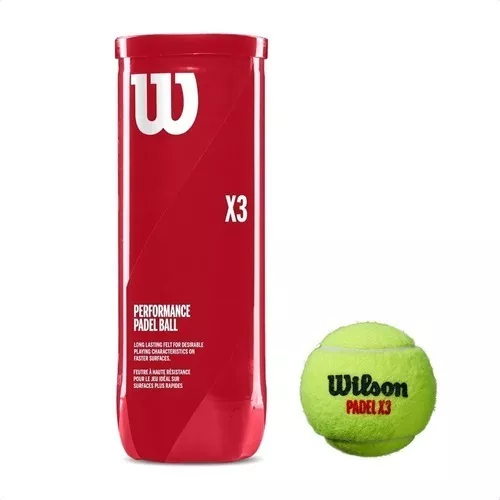 W
X3
PERFORMANCE
PADEL BALL
LONG LASTING FELT FOR DESIRABLE
PLAYING CHARACTERISTICS ON
FASTER SURFACES.
FEUTRE À HAUTE RÉSISTANCE
POUR LE JEU IDÉAL SUR
SURFACES PLUS RAPIDES
Wilson
PADEL X3